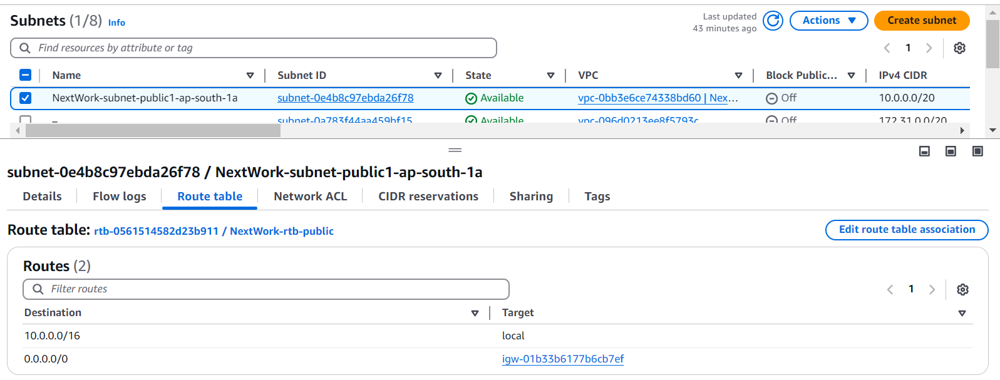 Subnets (1/8) Info
Last updated
43 minutes ago
Actions
Create subnet
Find resources by attribute or tag
1
Name Subnet ID State VPC Block Public... IPv4 CIDR
NextWork-subnet-public1-ap-south-1a subnet-0e4b8c97ebda26f78 Available vpc-0bb3e6ce74338bd60 | Nex... Off 10.0.0.0/20
– subnet-0a783f44aa459bf15 Available vpc-096d0213ee8f5793c Off 172.31.0.0/20
subnet-0e4b8c97ebda26f78 / NextWork-subnet-public1-ap-south-1a
Details Flow logs Route table Network ACL CIDR reservations Sharing Tags
Route table: rtb-0561514582d23b911 / NextWork-rtb-public
Edit route table association
Routes (2)
Filter routes
1
Destination Target
10.0.0.0/16 local
0.0.0.0/0 igw-01b33b6177b6cb7ef